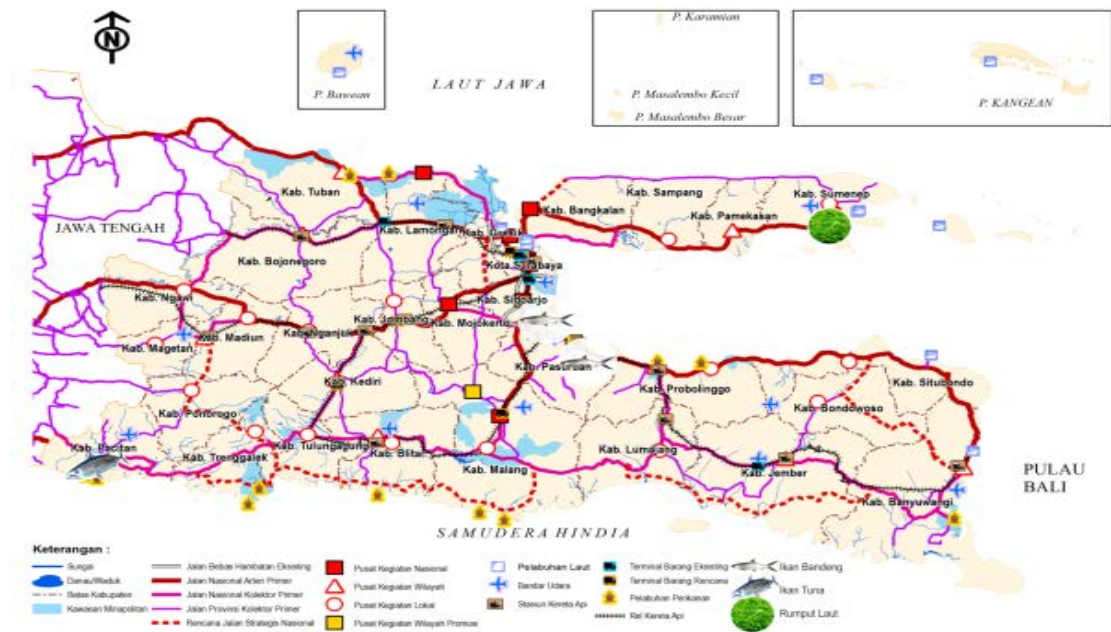 N
P. Karamian
LAUT JAWA
P. Bawean
P. Masalembo Kecil
P. Masalembo Besar
P. KANGEAN
Kab. Tuban
Kab. Sampang
Kab. Sumenep
Kab. Bangkalan
Kab. Pamekasan
JAWA TENGAH
Kab. Lamongan
Kab. Gresik
Kab. Bojonegoro
Kota Surabaya
Kab. Ngawi
Kab. Sidoarjo
Kab. Jombang
Kab. Mojokerto
Kab. Madiun
Kab. Nganjuk
Kab. Magetan
Kab. Pasuruan
Kab. Kediri
Kab. Probolinggo
Kab. Situbondo
Kab. Ponorogo
Kab. Bondowoso
Kab. Pacitan
Kab. Trenggalek
Kab. Tulungagung
Kab. Blitar
Kab. Malang
Kab. Lumajang
Kab. Jember
Kab. Banyuwangi
PULAU
BALI
SAMUDERA HINDIA
Keterangan :
Sungai
Danau/Waduk
Batas Kabupaten
Kawasan Minapolitan
Jalan Bebas Hambatan Eksisting
Jalan Nasional Arteri Primer
Jalan Nasional Kolektor Primer
Jalan Provinsi Kolektor Primer
Rencana Jalan Strategis Nasional
Pusat Kegiatan Nasional
Pusat Kegiatan Wilayah
Pusat Kegiatan Lokal
Pusat Kegiatan Wilayah Promosi
Pelabuhan Laut
Bandar Udara
Stasiun Kereta Api
Terminal Barang Eksisting
Terminal Barang Rencana
Pelabuhan Perikanan
Rel Kereta Api
Ikan Bandeng
Ikan Tuna
Rumput Laut